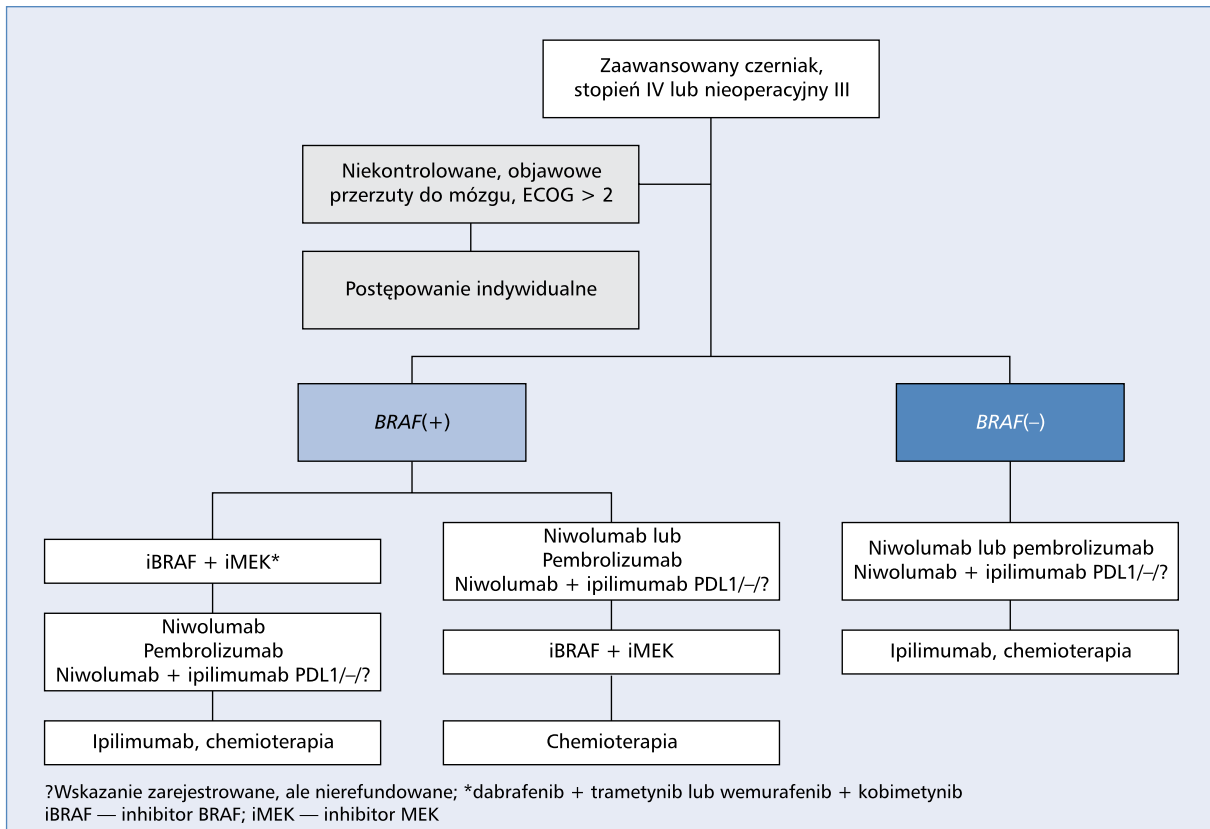 Zaawansowany czerniak,
stopień IV lub nieoperacyjny III
Niekontrolowane, objawowe
przerzuty do mózgu, ECOG > 2
Postępowanie indywidualne
BRAF(+)
BRAF(–)
iBRAF + iMEK*
Niwolumab
Pembrolizumab
Niwolumab + ipilimumab PDL1/–/?
Ipilimumab, chemioterapia
Niwolumab lub
Pembrolizumab
Niwolumab + ipilimumab PDL1/–/?
iBRAF + iMEK
Chemioterapia
Niwolumab lub pembrolizumab
Niwolumab + ipilimumab PDL1/–/?
Ipilimumab, chemioterapia
?Wskazanie zarejestrowane, ale nierefundowane; *dabrafenib + trametynib lub wemurafenib + kobimetynib
iBRAF — inhibitor BRAF; iMEK — inhibitor MEK